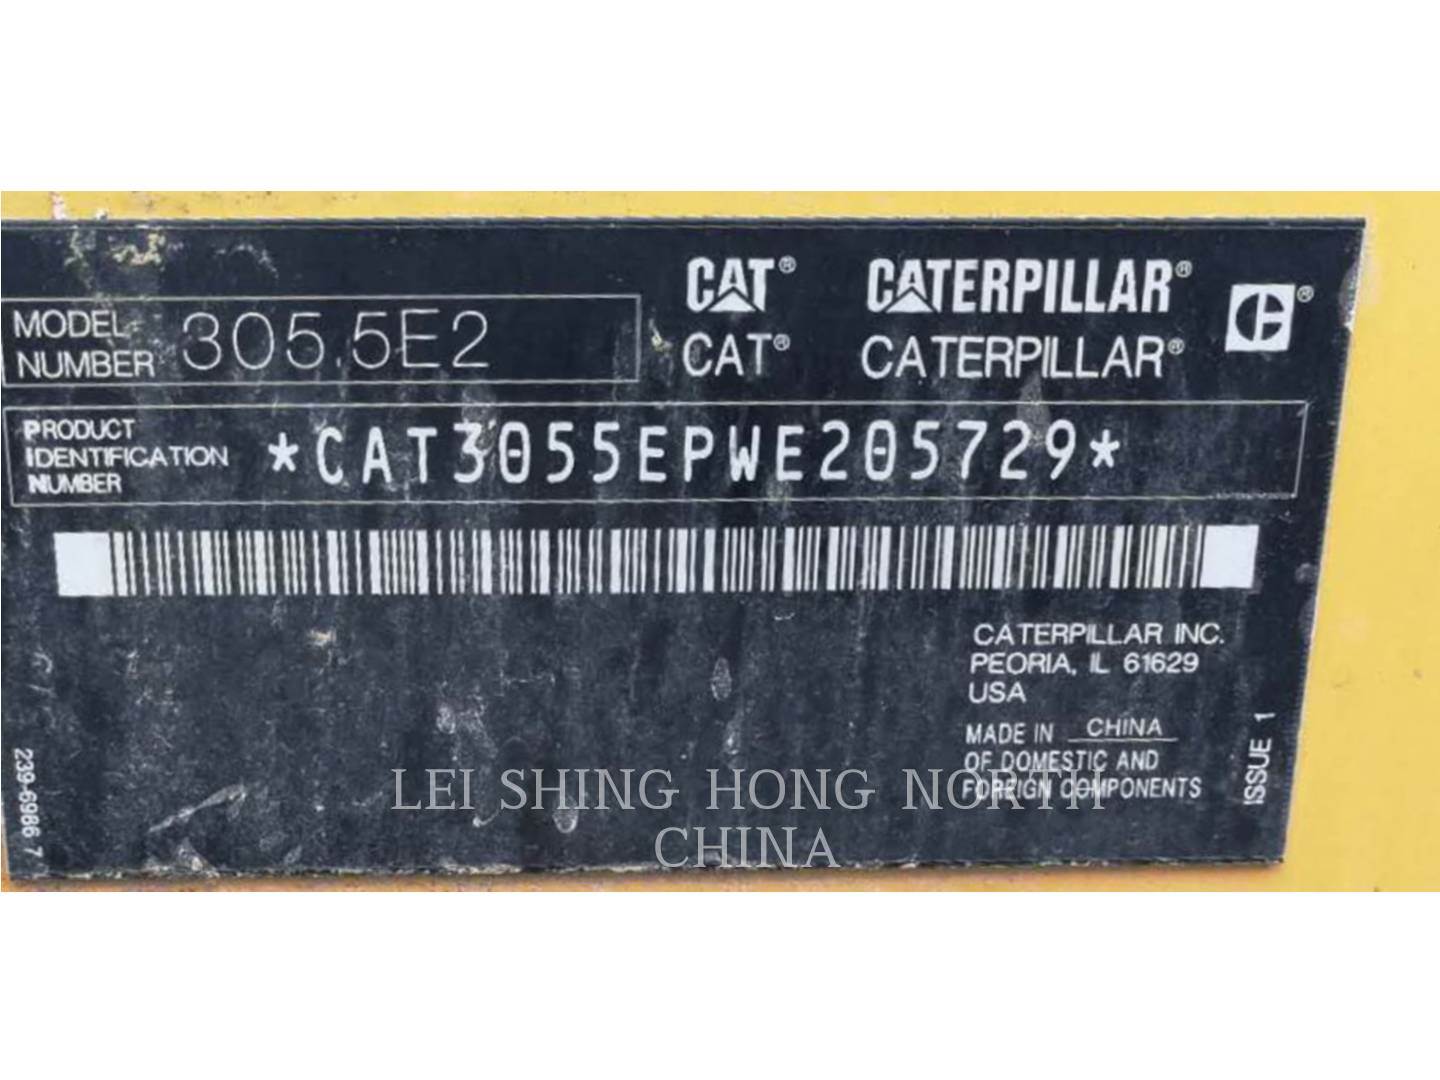 CAT® CATERPILLAR®
CAT® CATERPILLAR®
MODEL
NUMBER 305.5E2
PRODUCT
IDENTIFICATION
NUMBER
*CAT3055EPWE205729*
CATERPILLAR INC.
PEORIA, IL 61629
USA
MADE IN CHINA
OF DOMESTIC AND
FOREIGN COMPONENTS
ISSUE 1
239-6986 7
LEI SHING HONG NORTH
CHINA